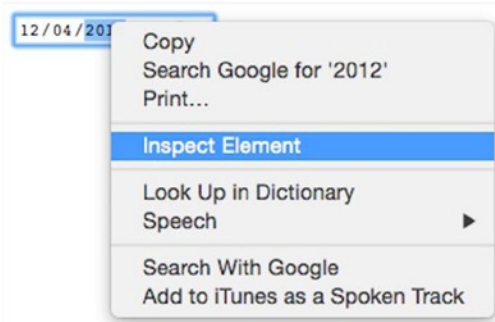 12/04/201
Copy
Search Google for '2012'
Print...
Inspect Element
Look Up in Dictionary
Speech
Search With Google
Add to iTunes as a Spoken Track